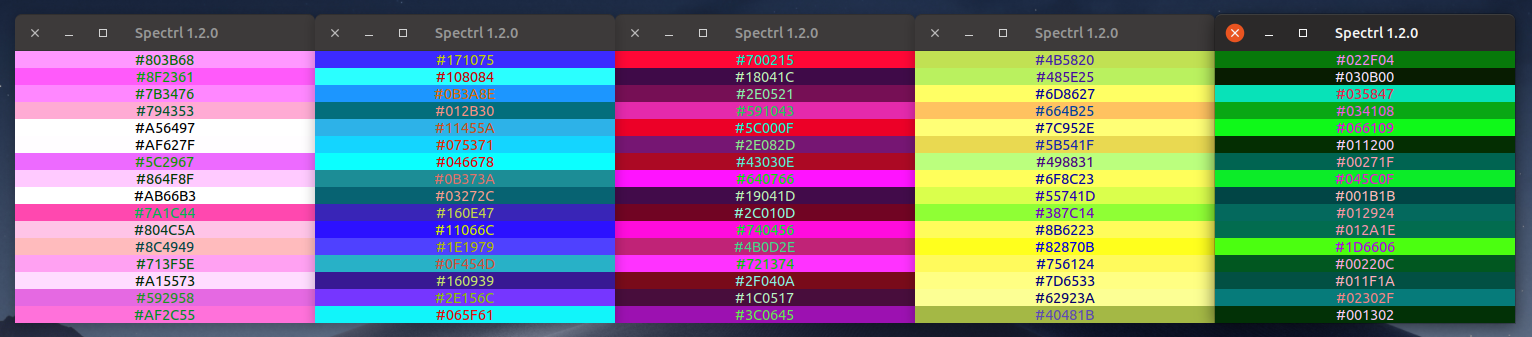 Spectrl 1.2.0
#803B68
#8F2361
#7B3476
#794353
#A56497
#AF627F
#5C2967
#864F8F
#AB66B3
#7A1C44
#804C5A
#8C4949
#713F5E
#A15573
#592958
#AF2C55
Spectrl 1.2.0
#171075
#108084
#0B3A8E
#012B30
#11455A
#075371
#046678
#0B373A
#03272C
#160E47
#11066C
#1E1979
#0F454D
#160939
#2E156C
#065F61
Spectrl 1.2.0
#700215
#18041C
#2E0521
#591043
#5C000F
#2E082D
#43030E
#640766
#19041D
#2C010D
#740456
#4B0D2E
#721374
#2F040A
#1C0517
#3C0645
Spectrl 1.2.0
#4B5820
#485E25
#6D8627
#664B25
#7C952E
#5B541F
#498831
#6F8C23
#55741D
#387C14
#8B6223
#82870B
#756124
#7D6533
#62923A
#40481B
Spectrl 1.2.0
#022F04
#030B00
#035847
#034108
#066109
#011200
#00271F
#045C0F
#001B1B
#012924
#012A1E
#1D6606
#00220C
#011F1A
#02302F
#001302